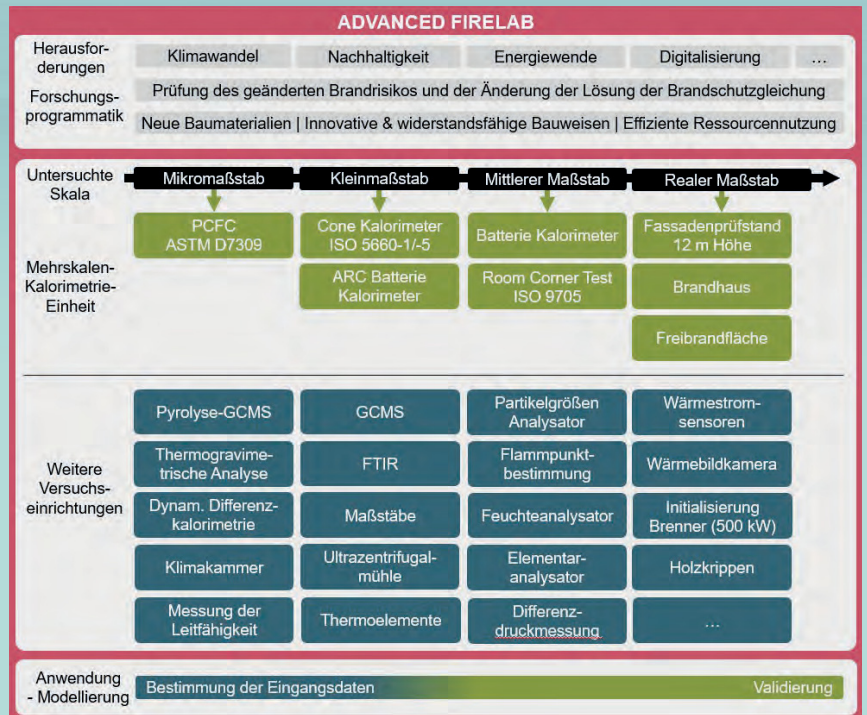 ADVANCED FIRELAB
Herausfor-
derungen
Klimawandel
Nachhaltigkeit
Energiewende
Digitalisierung
...
Forschungs-
programmatik
Prüfung des geänderten Brandrisikos und der Änderung der Lösung der Brandschutzgleichung
Neue Baumaterialien | Innovative & widerstandsfähige Bauweisen | Effiziente Ressourcennutzung
Untersuchte
Skala
Mikromaßstab
Kleinmaßstab
Mittlerer Maßstab
Realer Maßstab
Mehrskalen-
Kalorimetrie-
Einheit
PCFC
ASTM D7309
Cone Kalorimeter
ISO 5660-1/-5
Batterie Kalorimeter
Fassadenprüfstand
12 m Höhe
ARC Batterie
Kalorimeter
Room Corner Test
ISO 9705
Brandhaus
Freibrandfläche
Weitere
Versuchs-
einrichtungen
Pyrolyse-GCMS
GCMS
Partikelgrößen
Analysator
Wärmestrom-
sensoren
Thermogravime-
trische Analyse
FTIR
Flammpunkt-
bestimmung
Wärmebildkamera
Dynam. Differenz-
kalorimetrie
Maßstäbe
Feuchteanalysator
Initialisierung
Brenner (500 kW)
Klimakammer
Ultrazentrifugal-
mühle
Elementar-
analysator
Holzkrippen
Messung der
Leitfähigkeit
Thermoelemente
Differenz-
druckmessung
...
Anwendung
- Modellierung
Bestimmung der Eingangsdaten
Validierung